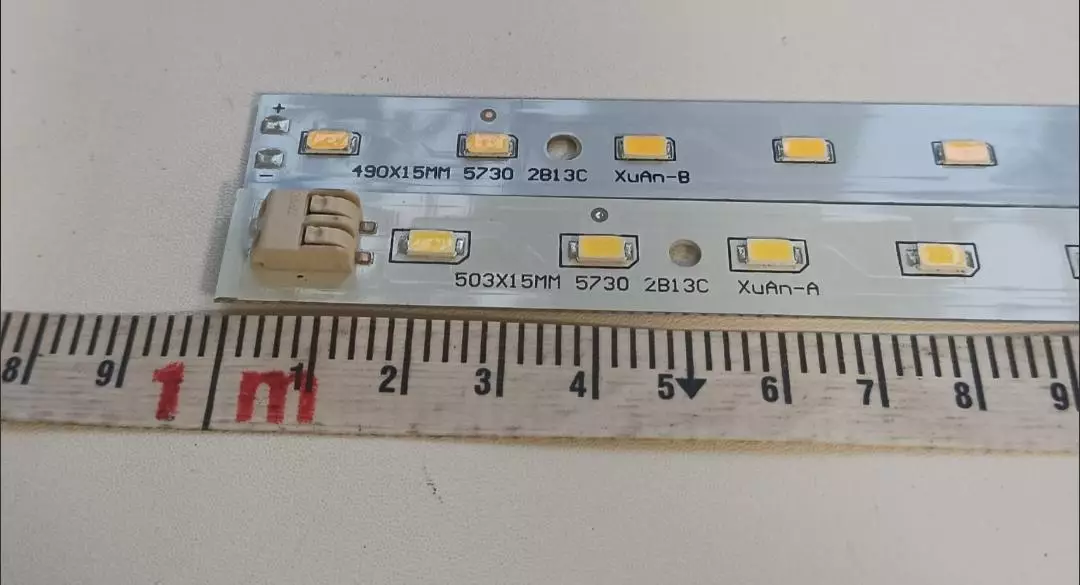 +
490X15MM 5730 2B13C XuAn-B
−
503X15MM 5730 2B13C XuAn-A
8 9 1 2 3 4 5 6 7 8 9
1 m